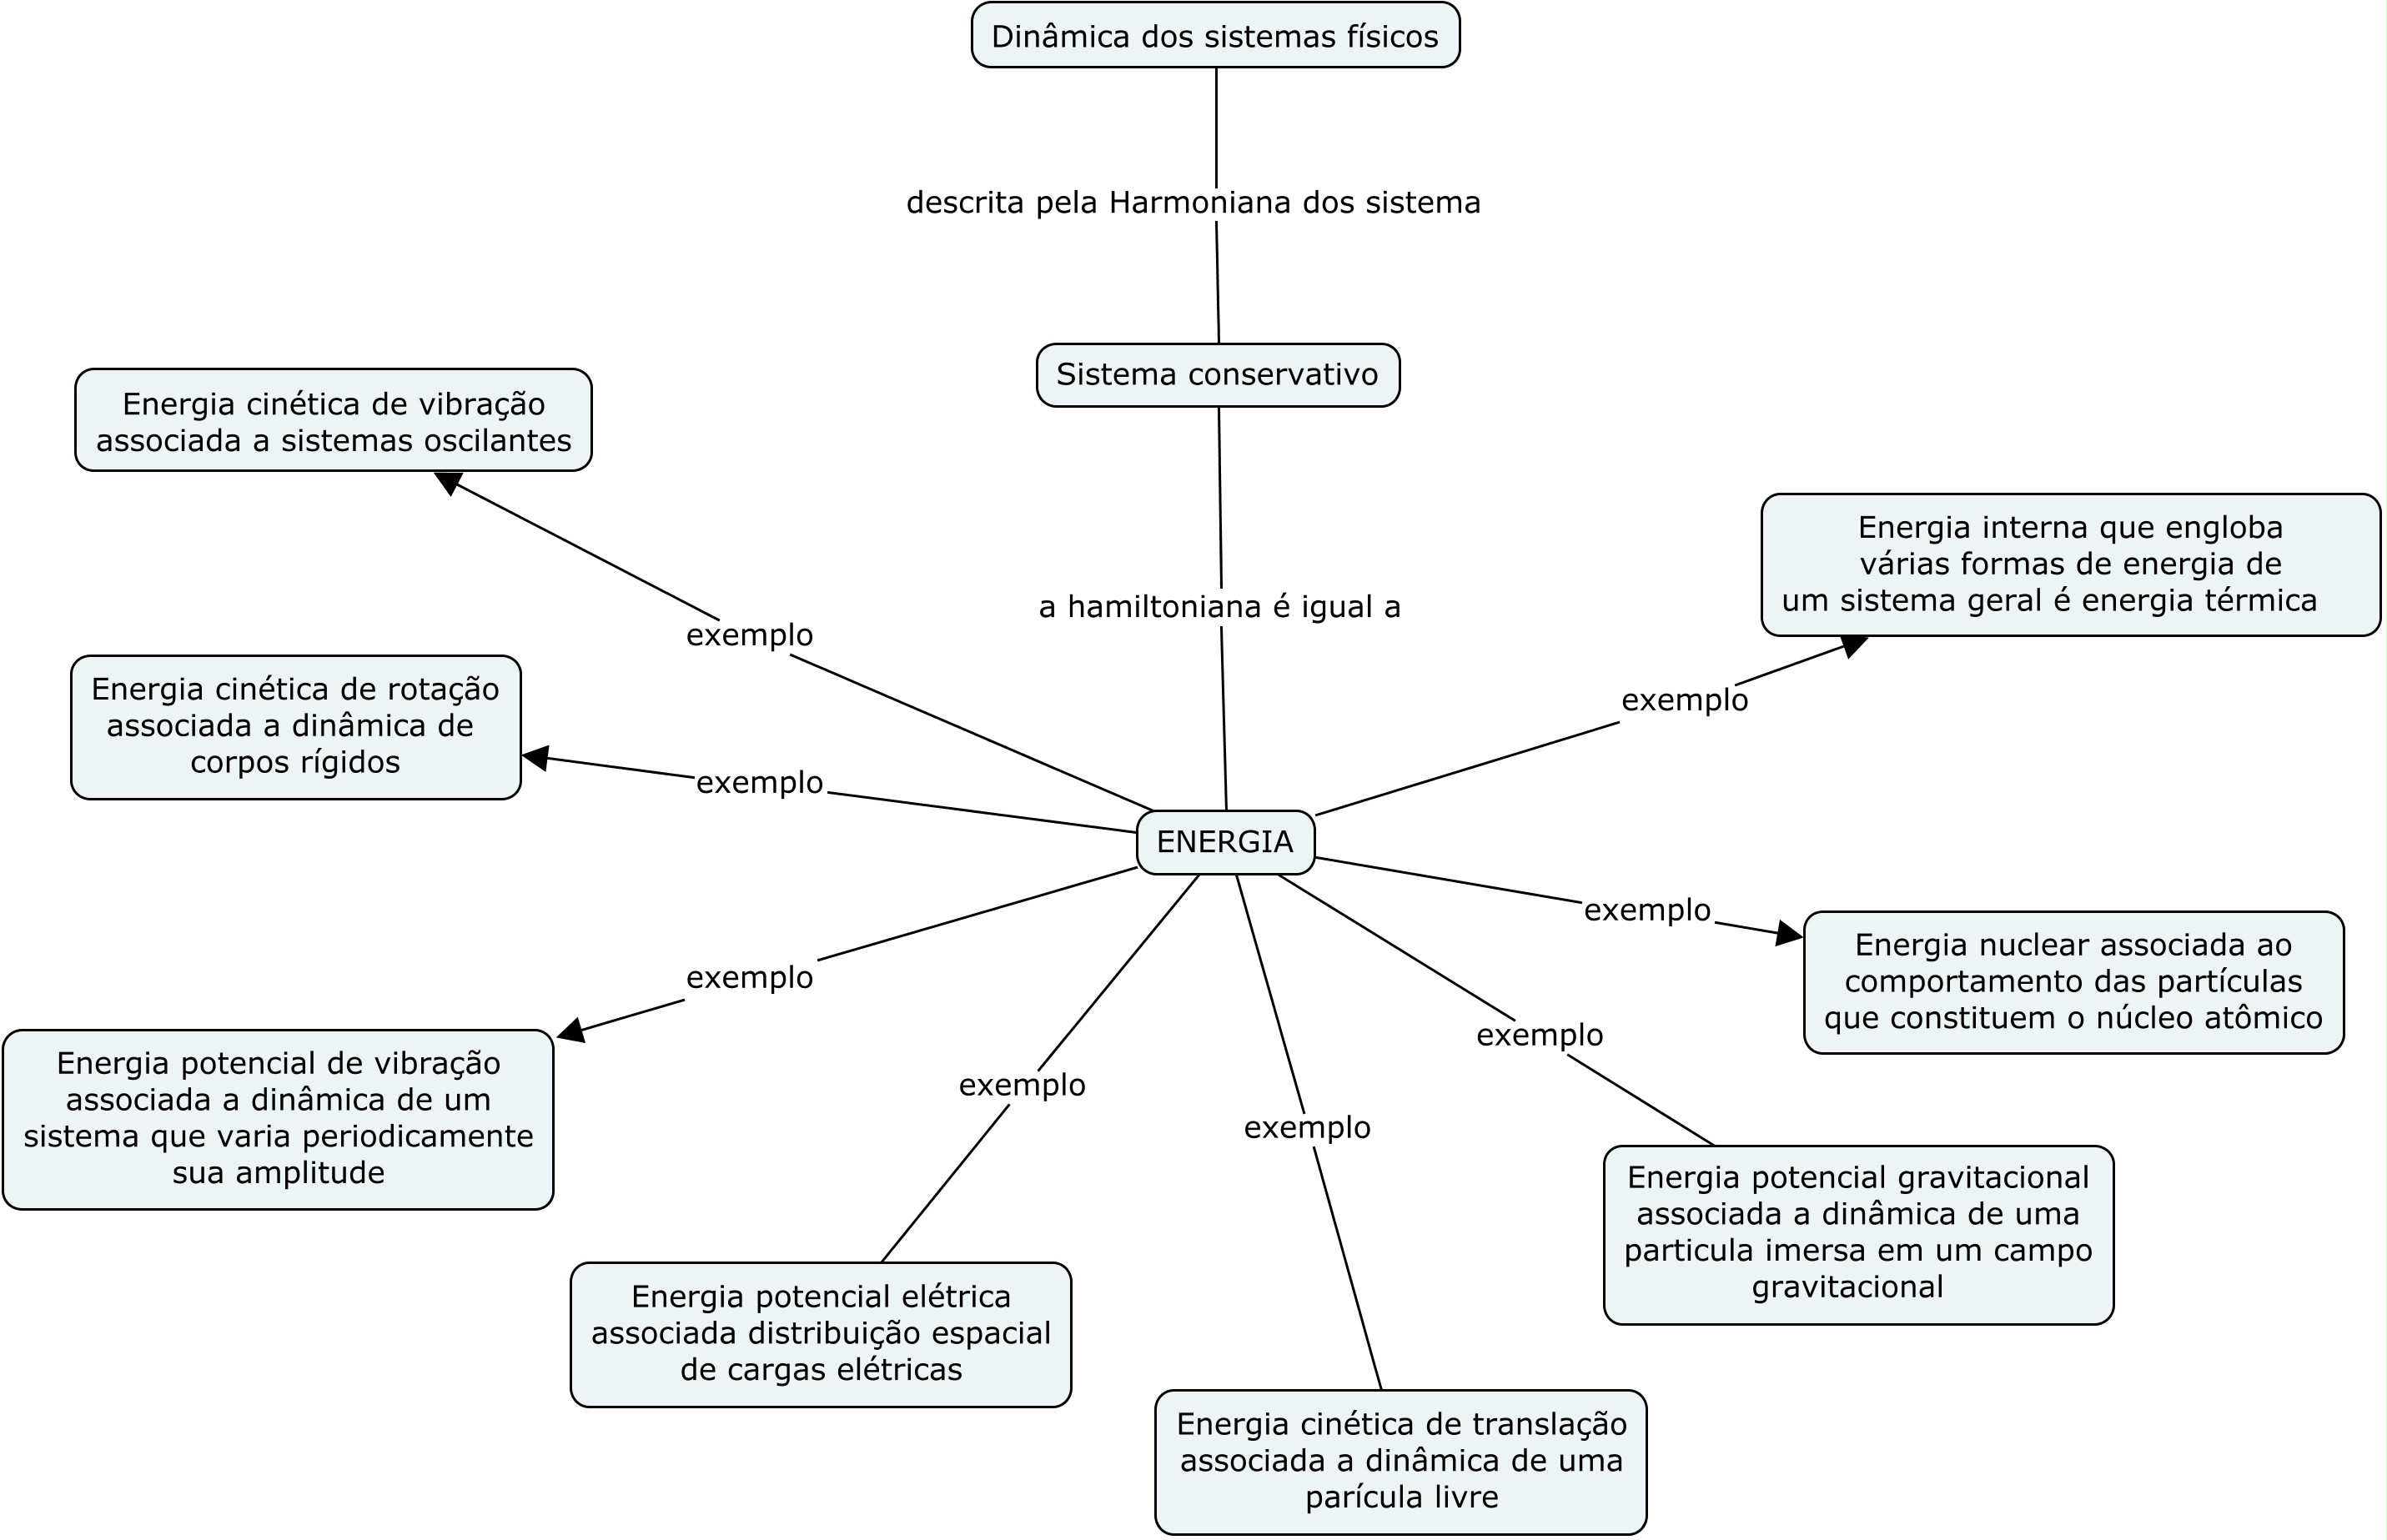 Dinâmica dos sistemas físicos
descrita pela Harmoniana dos sistema
Sistema conservativo
a hamiltoniana é igual a
ENERGIA
Energia cinética de vibração
associada a sistemas oscilantes
exemplo
Energia cinética de rotação
associada a dinâmica de
corpos rígidos
exemplo
Energia potencial de vibração
associada a dinâmica de um
sistema que varia periodicamente
sua amplitude
exemplo
Energia potencial elétrica
associada distribuição espacial
de cargas elétricas
exemplo
Energia cinética de translação
associada a dinâmica de uma
parícula livre
exemplo
Energia potencial gravitacional
associada a dinâmica de uma
particula imersa em um campo
gravitacional
exemplo
Energia nuclear associada ao
comportamento das partículas
que constituem o núcleo atômico
exemplo
Energia interna que engloba
várias formas de energia de
um sistema geral é energia térmica
exemplo